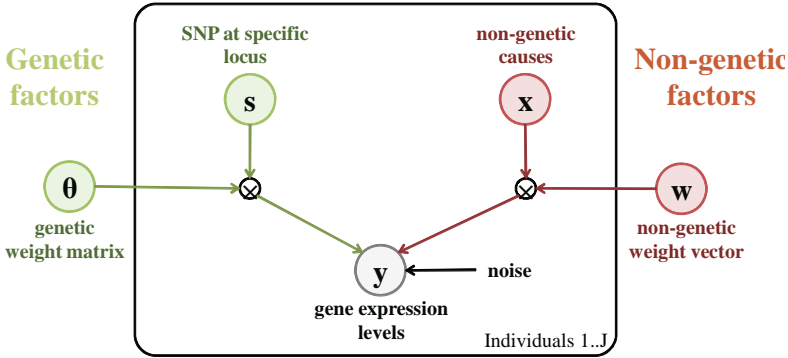 Genetic
factors
SNP at specific
locus
non-genetic
causes
Non-genetic
factors
s
x
θ
w
genetic
weight matrix
non-genetic
weight vector
y
noise
gene expression
levels
Individuals 1..J